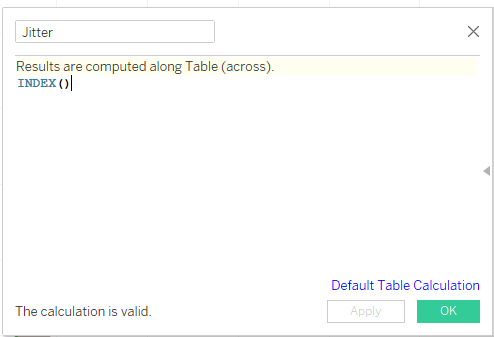 Jitter
Results are computed along Table (across).
INDEX()
Default Table Calculation
The calculation is valid.
Apply
OK